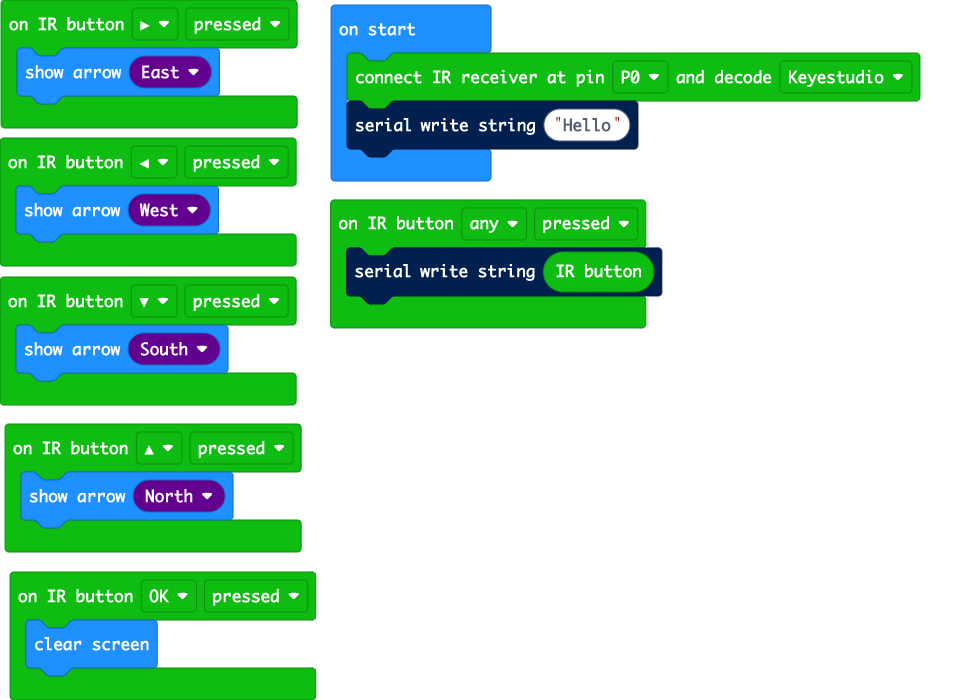 on IR button ► ▼ pressed ▼
show arrow East ▼
on IR button ◄ ▼ pressed ▼
show arrow West ▼
on IR button ▼ ▼ pressed ▼
show arrow South ▼
on IR button ▲ ▼ pressed ▼
show arrow North ▼
on IR button OK ▼ pressed ▼
clear screen
on start
connect IR receiver at pin P0 ▼ and decode Keyestudio ▼
serial write string "Hello"
on IR button any ▼ pressed ▼
serial write string IR button